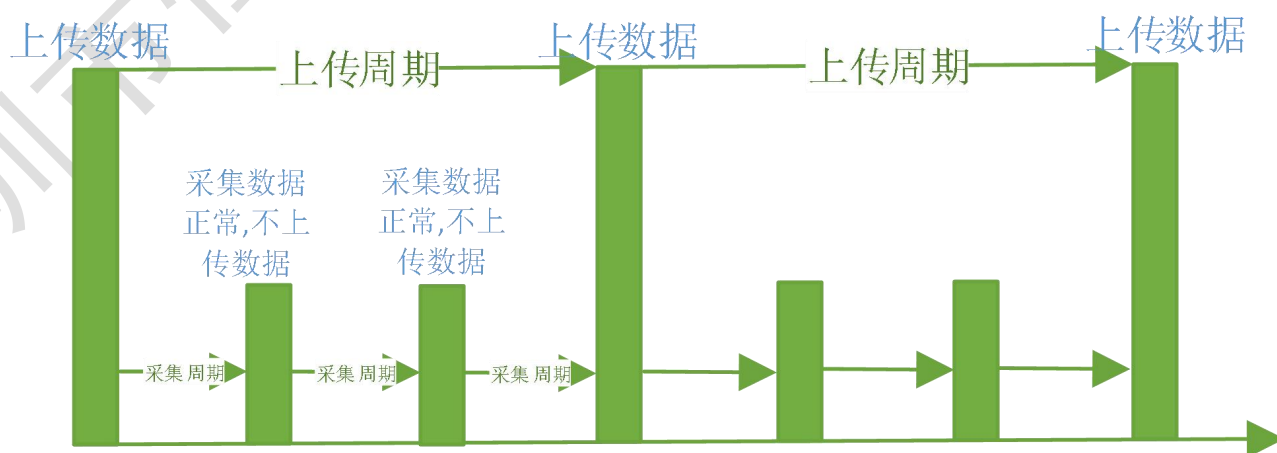 上传数据
上传数据
上传数据
上传周期
上传周期
采集数据
正常,不上
传数据
采集数据
正常,不上
传数据
采集周期
采集周期
采集周期